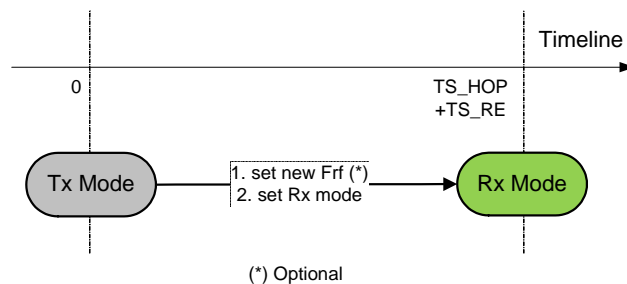 Timeline
0
TS_HOP
+TS_RE
Tx Mode
1. set new Frf (*)
2. set Rx mode
Rx Mode
(*) Optional